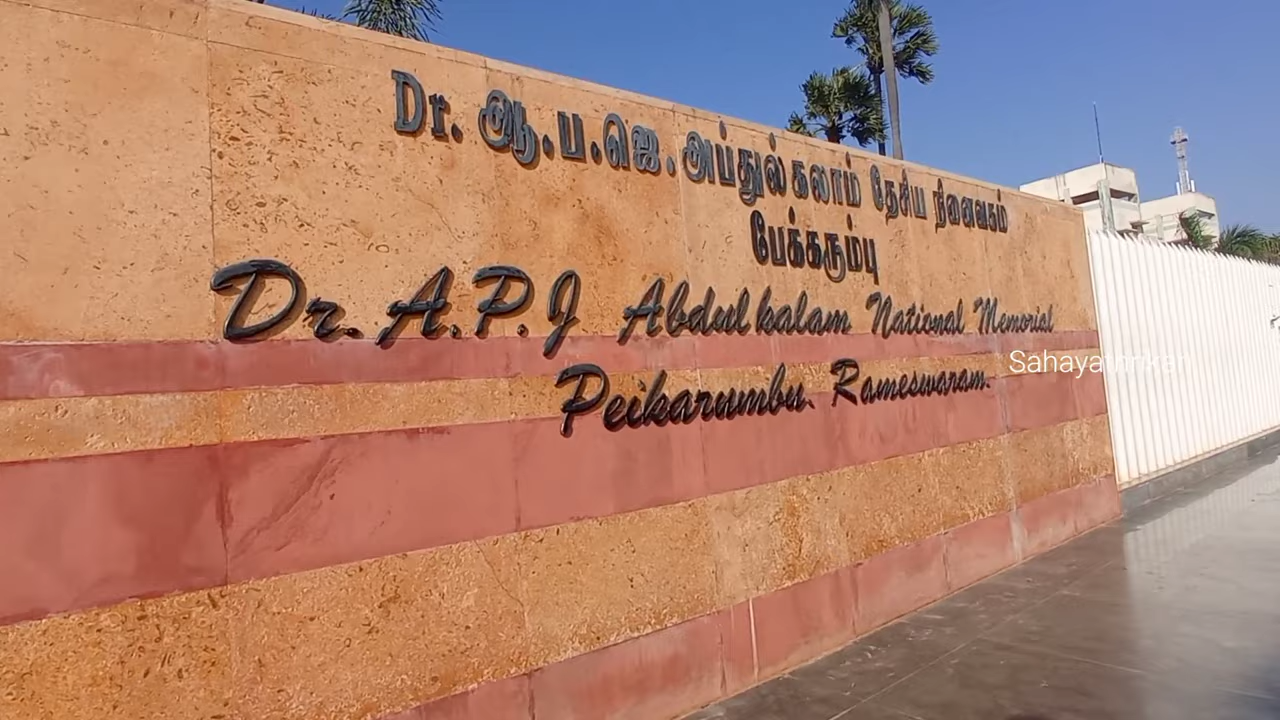 Dr. ஆ.ப.ஜெ.அப்துல்கலாம் தேசிய நினைவகம்
பேக்கரும்பு
Dr. A.P.J Abdul kalam National Memorial
Peikarumbu. Rameswaram.